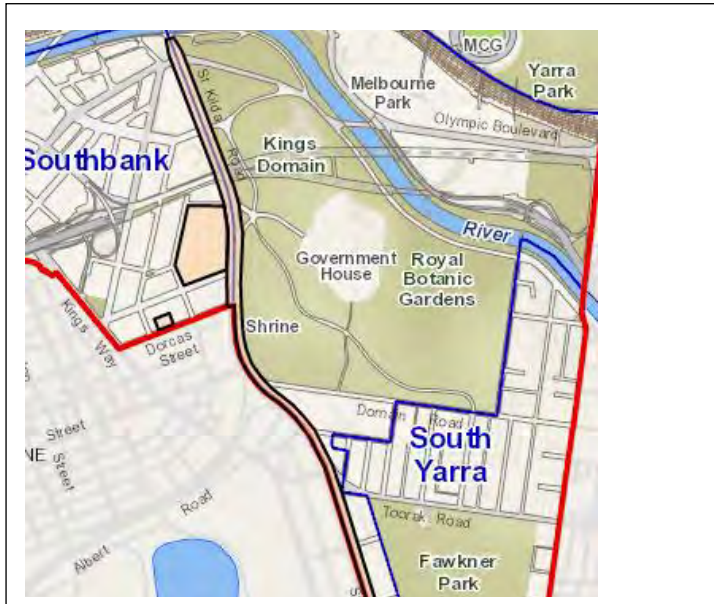 MCG
Yarra
Park
Melbourne
Park
Olympic Boulevard
St Kilda
Road
Kings
Domain
Southbank
River
Government
House
Royal
Botanic
Gardens
Kings
Way
Shrine
Dorcas
Street
Domain Road
South
Yarra
Street
NE
Street
Toorak Road
Road
Albert
Fawkner
Park
S